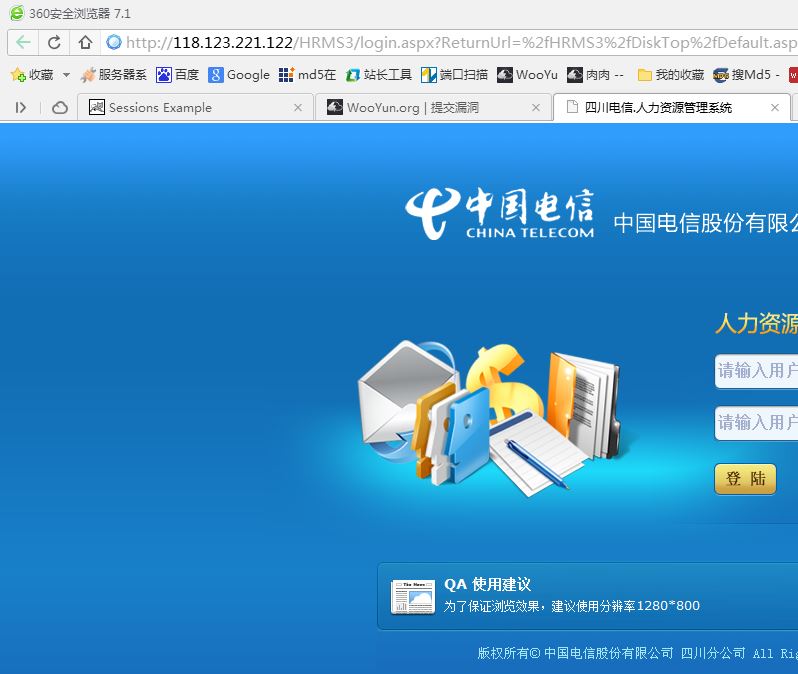 360安全浏览器 7.1
http://118.123.221.122/HRMS3/login.aspx?ReturnUrl=%2fHRMS3%2fDiskTop%2fDefault.asp
收藏 服务器系 百度 Google md5在 站长工具 端口扫描 WooYu 肉肉 -- 我的收藏 搜Md5 -
Sessions Example WooYun.org | 提交漏洞 四川电信.人力资源管理系统
中国电信
CHINA TELECOM
中国电信股份有限公
人力资源
请输入用户
请输入用户
登 陆
QA 使用建议
为了保证浏览效果，建议使用分辨率1280*800
版权所有© 中国电信股份有限公司 四川分公司 All Rig